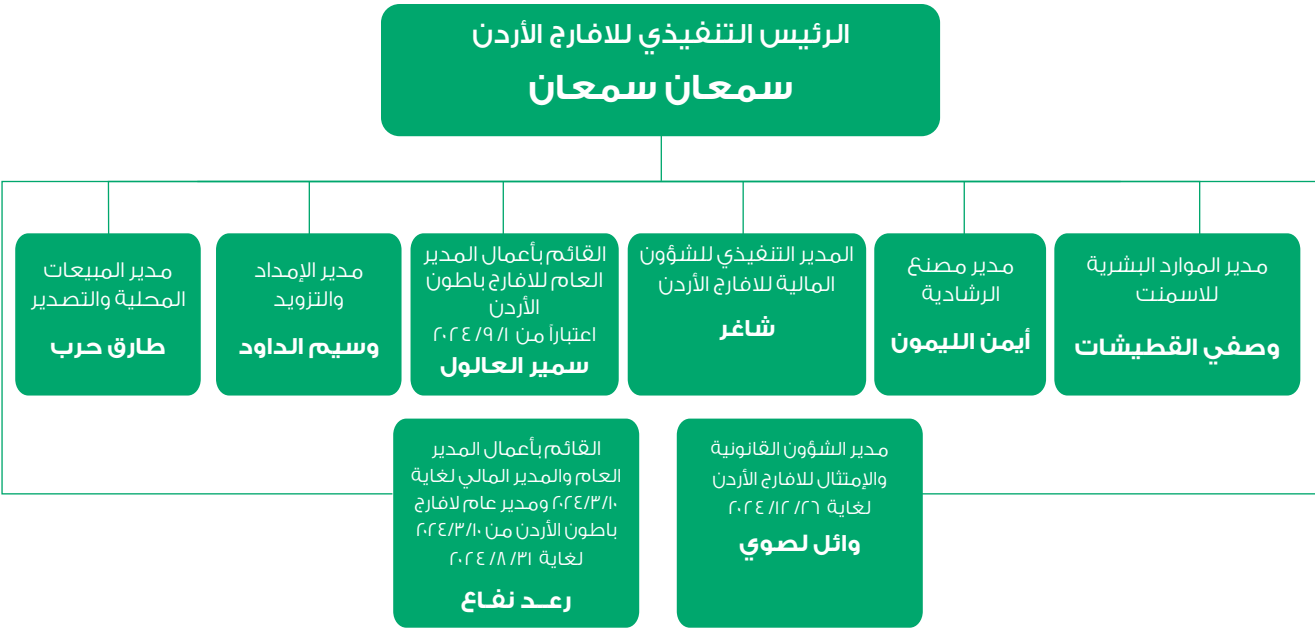 الرئيس التنفيذي للافارج الأردن
سمعان سمعان
مدير الموارد البشرية
للاسمنت
وصفي القطيشات
مدير مصنع
الرشادية
أيمن الليمون
المدير التنفيذي للشؤون
المالية للافارج الأردن
شاغر
القائم بأعمال المدير
العام للافارج باطون
الأردن
اعتباراً من ٢٠٢٤/٩/١
سمير العالول
مدير الإمداد
والتزويد
وسيم الداود
مدير المبيعات
المحلية والتصدير
طارق حرب
مدير الشؤون القانونية
والإمتثال للافارج الأردن
لغاية ٢٠٢٤/١٢/٢٦
وائل لصوي
القائم بأعمال المدير
العام والمدير المالي لغاية
٢٠٢٤/٣/١٠ ومدير عام لافارج
باطون الأردن من ٢٠٢٤/٣/١٠
لغاية ٢٠٢٤/٨/٣١
رعــد نفـاع